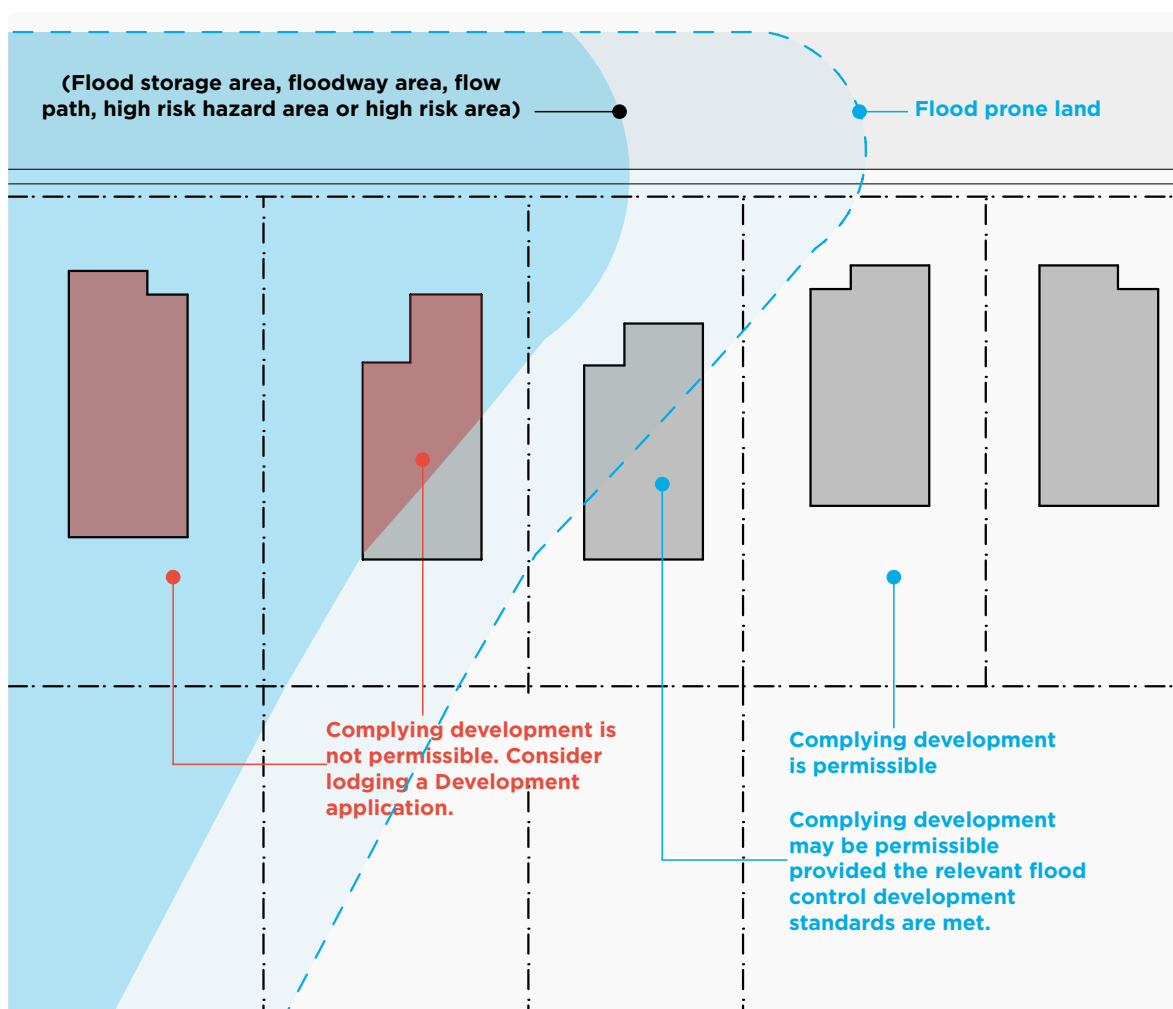 (Flood storage area, floodway area, flow
path, high risk hazard area or high risk area)
Flood prone land
Complying development is
not permissible. Consider
lodging a Development
application.
Complying development
is permissible
Complying development
may be permissible
provided the relevant flood
control development
standards are met.